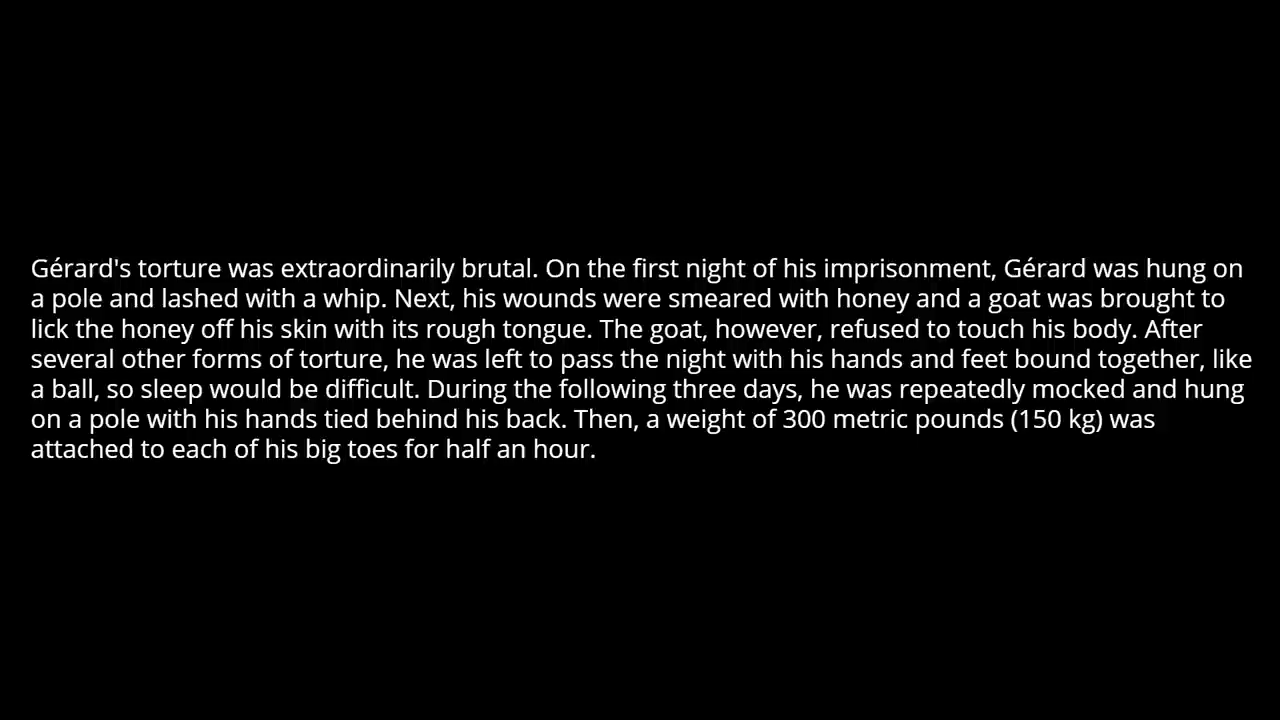 Gérard's torture was extraordinarily brutal. On the first night of his imprisonment, Gérard was hung on
a pole and lashed with a whip. Next, his wounds were smeared with honey and a goat was brought to
lick the honey off his skin with its rough tongue. The goat, however, refused to touch his body. After
several other forms of torture, he was left to pass the night with his hands and feet bound together, like
a ball, so sleep would be difficult. During the following three days, he was repeatedly mocked and hung
on a pole with his hands tied behind his back. Then, a weight of 300 metric pounds (150 kg) was
attached to each of his big toes for half an hour.